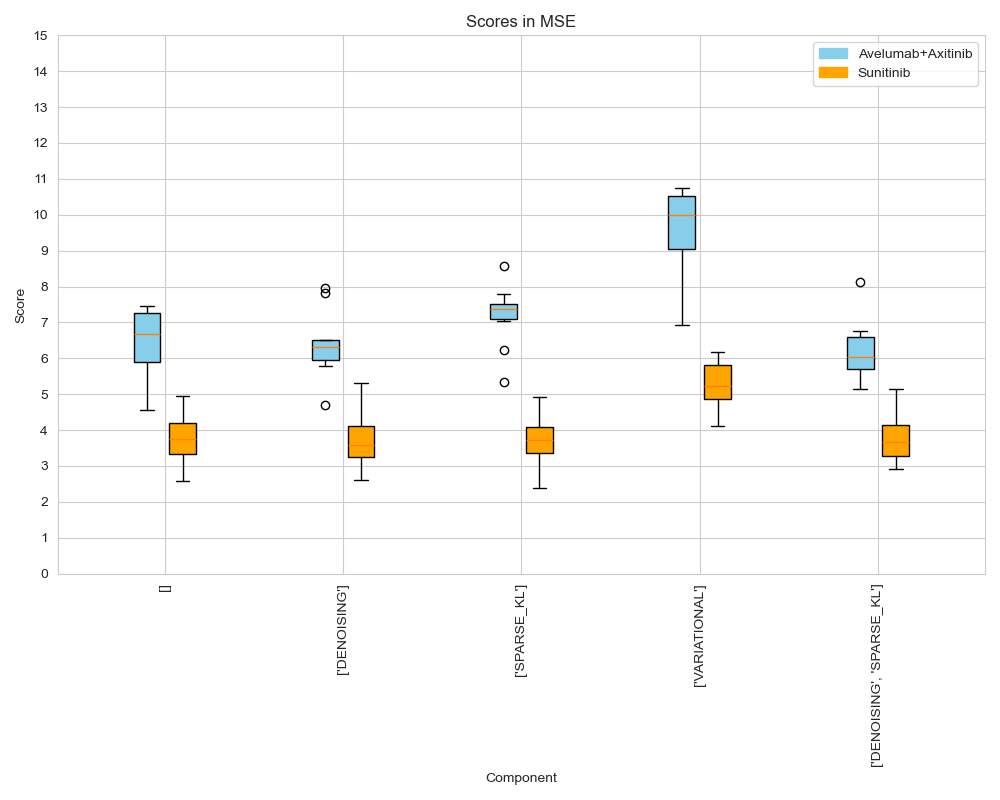 Scores in MSE
15
14
13
12
11
10
9
8
7
6
5
4
3
2
1
0
Score
Avelumab+Axitinib
Sunitinib
[]
['DENOISING']
['SPARSE_KL']
['VARIATIONAL']
['DENOISING', 'SPARSE_KL']
Component